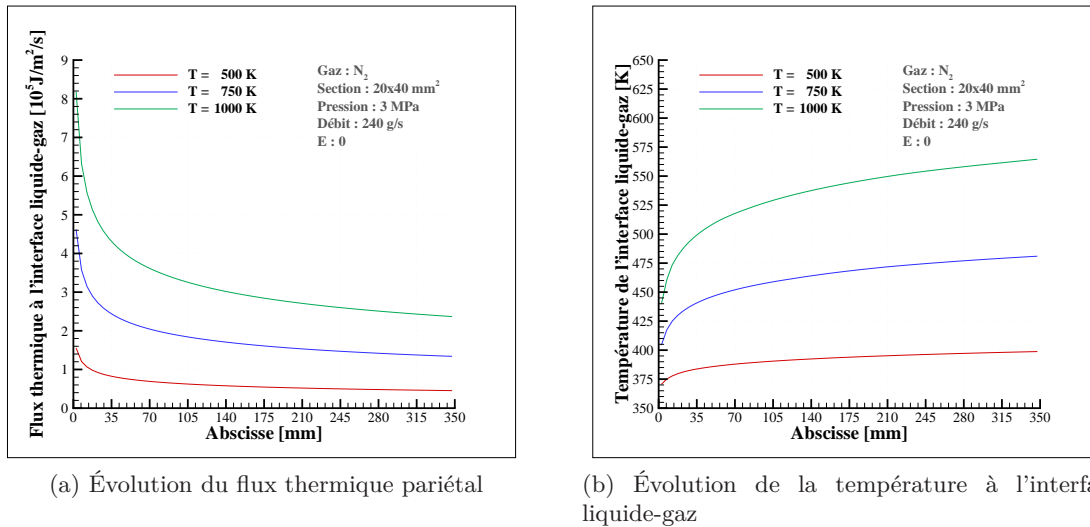 Flux thermique à l'interface liquide-gaz [10⁵J/m²/s]
9
8
7
6
5
4
3
2
1
0
T = 500 K
T = 750 K
T = 1000 K
Gaz : N₂
Section : 20x40 mm²
Pression : 3 MPa
Débit : 240 g/s
E : 0
0 35 70 105 140 175 210 245 280 315 350
Abscisse [mm]
(a) Évolution du flux thermique pariétal
Température de l'interface liquide-gaz [K]
650
625
600
575
550
525
500
475
450
425
400
375
350
T = 500 K
T = 750 K
T = 1000 K
Gaz : N₂
Section : 20x40 mm²
Pression : 3 MPa
Débit : 240 g/s
E : 0
0 35 70 105 140 175 210 245 280 315 350
Abscisse [mm]
(b) Évolution de la température à l'interfa
liquide-gaz